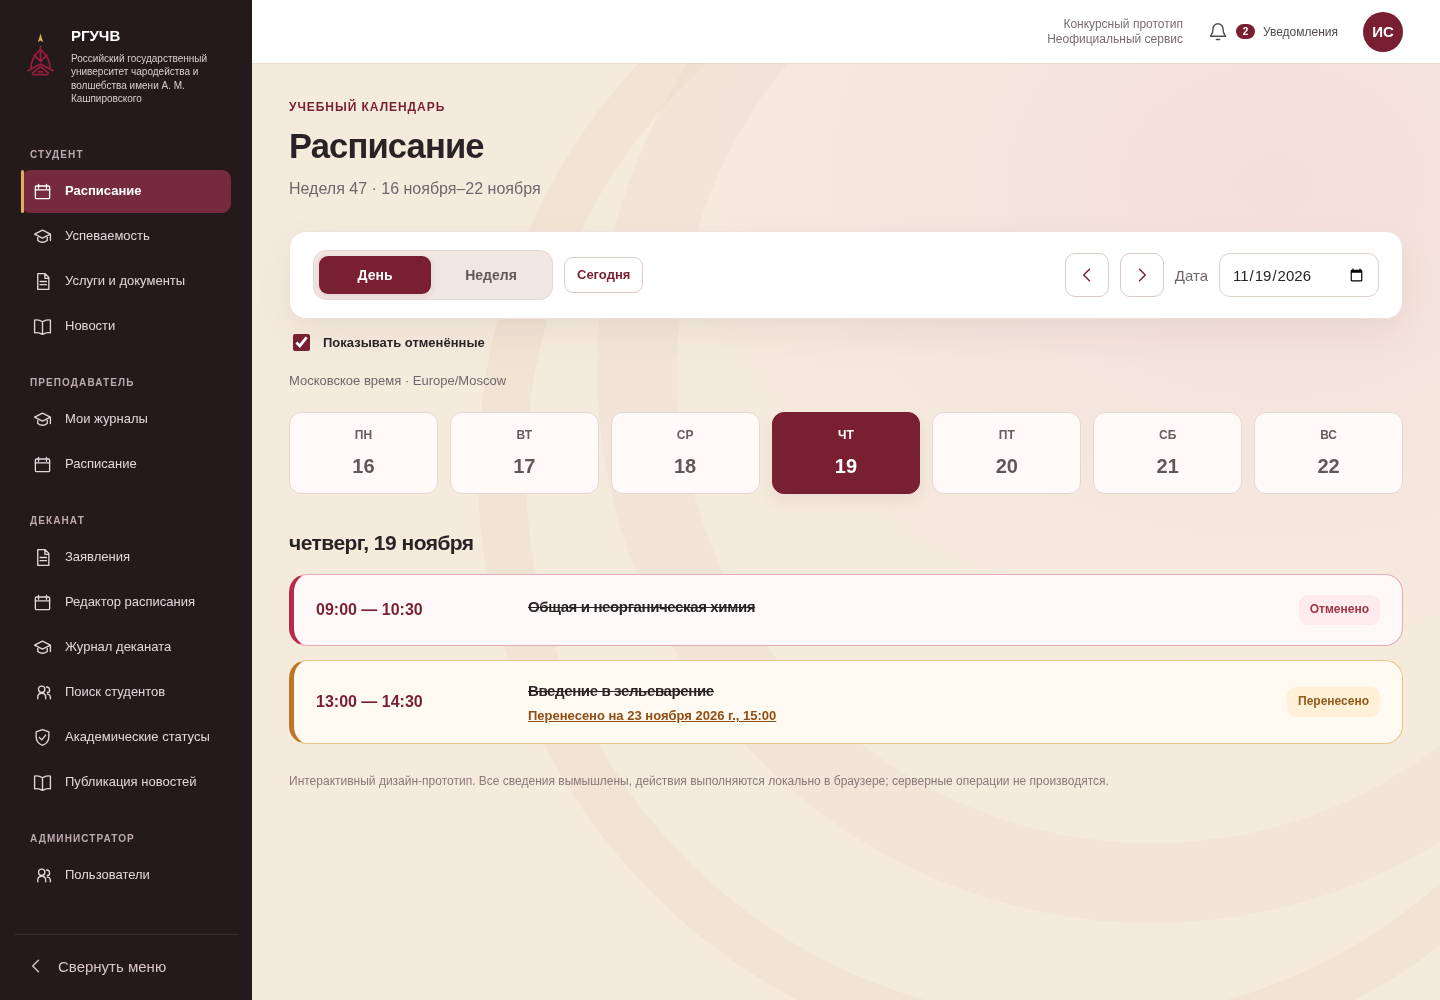 РГУЧВ
Российский государственный
университет чародейства и
волшебства имени А. М.
Кашпировского
СТУДЕНТ
Расписание
Успеваемость
Услуги и документы
Новости
ПРЕПОДАВАТЕЛЬ
Мои журналы
Расписание
ДЕКАНАТ
Заявления
Редактор расписания
Журнал деканата
Поиск студентов
Академические статусы
Публикация новостей
АДМИНИСТРАТОР
Пользователи
Свернуть меню
Конкурсный прототип
Неофициальный сервис
2 Уведомления
ИС
УЧЕБНЫЙ КАЛЕНДАРЬ
Расписание
Неделя 47 · 16 ноября–22 ноября
День Неделя Сегодня
Дата 11/19/2026
Показывать отменённые
Московское время · Europe/Moscow
ПН ВТ СР ЧТ ПТ СБ ВС
16 17 18 19 20 21 22
четверг, 19 ноября
09:00 — 10:30 Общая и неорганическая химия Отменено
13:00 — 14:30 Введение в зельеварение Перенесено
Перенесено на 23 ноября 2026 г., 15:00
Интерактивный дизайн-прототип. Все сведения вымышлены, действия выполняются локально в браузере; серверные операции не производятся.